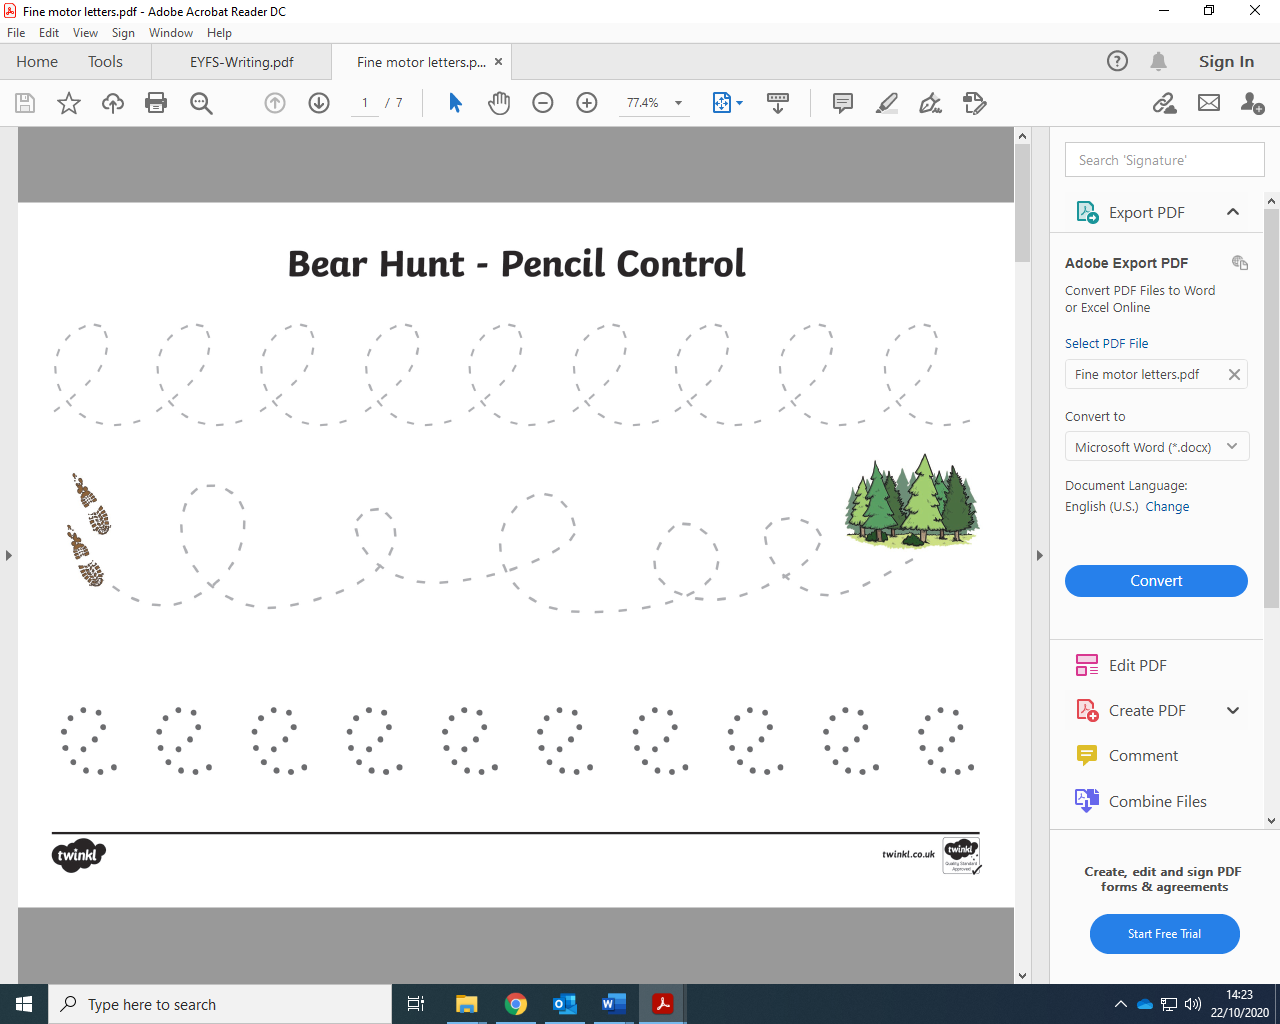 Fine motor letters.pdf - Adobe Acrobat Reader DC
File Edit View Sign Window Help
Home Tools EYFS-Writing.pdf Fine motor letters.p... Sign In
1 / 7 77.4%
Search 'Signature'
Export PDF
Adobe Export PDF
Convert PDF Files to Word
or Excel Online
Select PDF File
Fine motor letters.pdf
Convert to
Microsoft Word (*.docx)
Document Language:
English (U.S.) Change
Convert
Edit PDF
Create PDF
Comment
Combine Files
Create, edit and sign PDF
forms & agreements
Start Free Trial
Bear Hunt - Pencil Control
e e e e e e e e e e
twinkl
twinkl.co.uk
twinkl
Quality Standard
Approved
Type here to search
14:23
22/10/2020